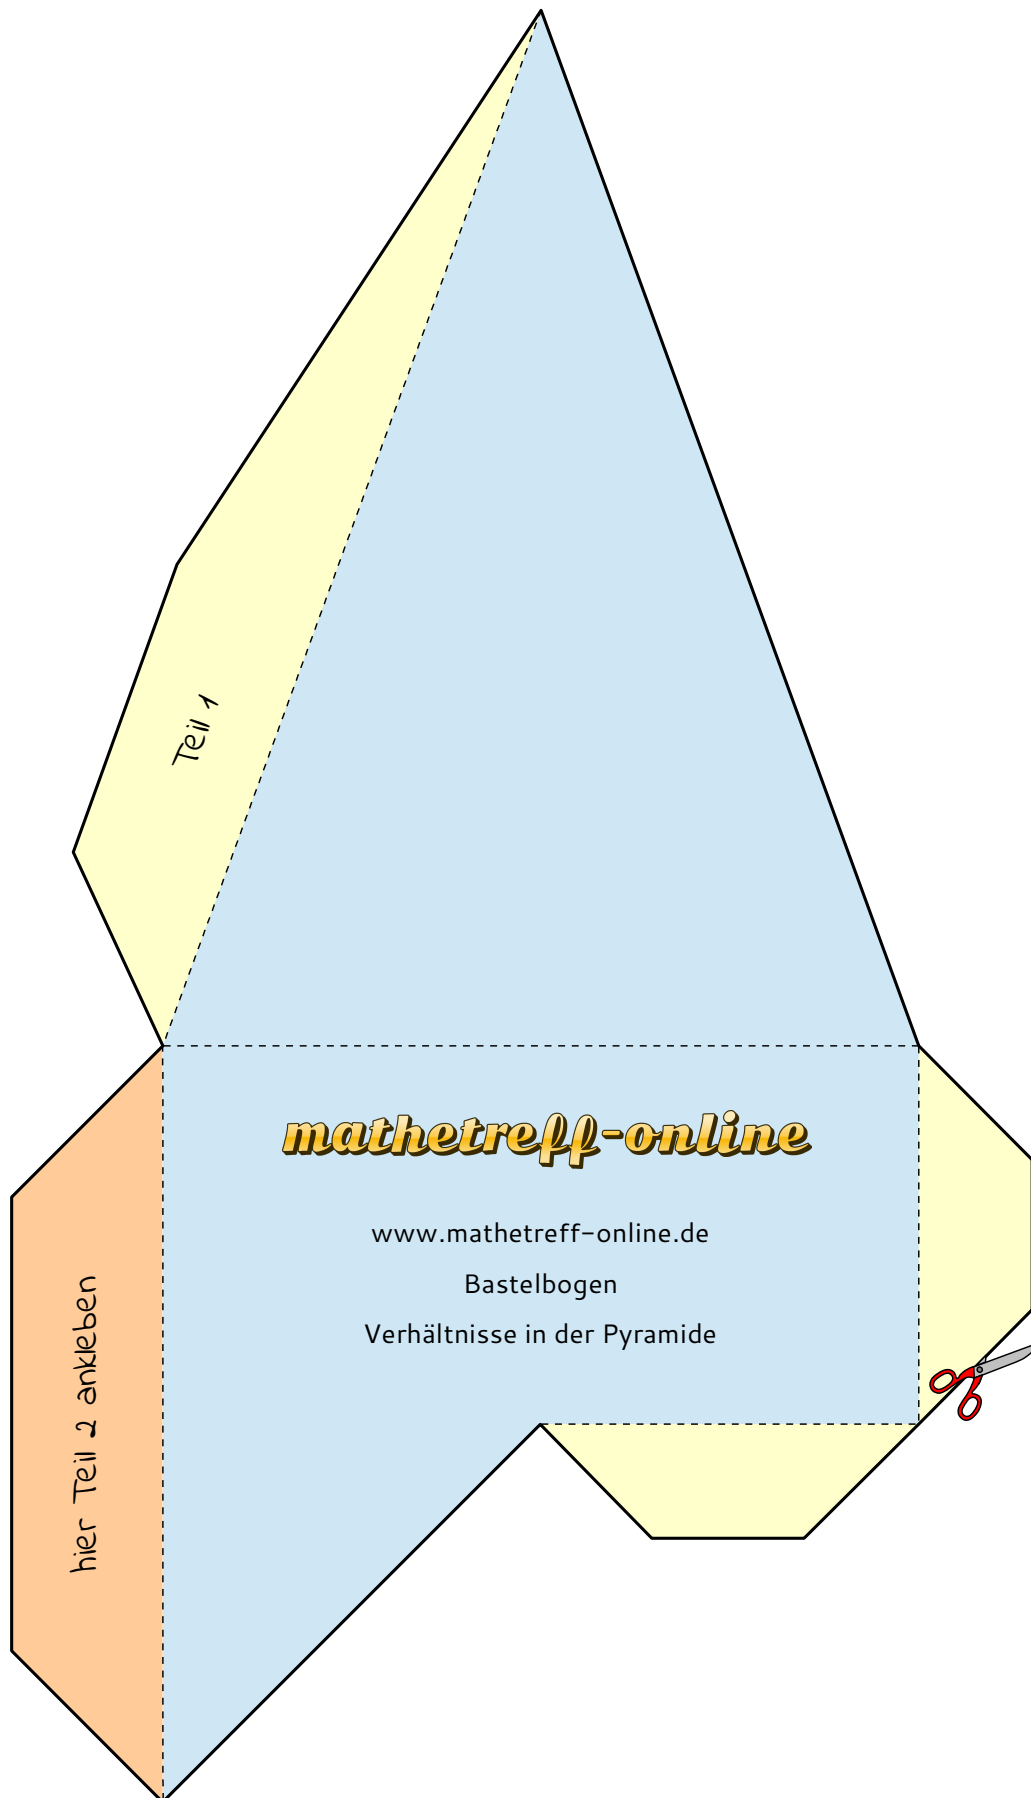 Teil 1
mathetreff-online
www.mathetreff-online.de
Bastelbogen
Verhältnisse in der Pyramide
hier Teil 2 ankleben